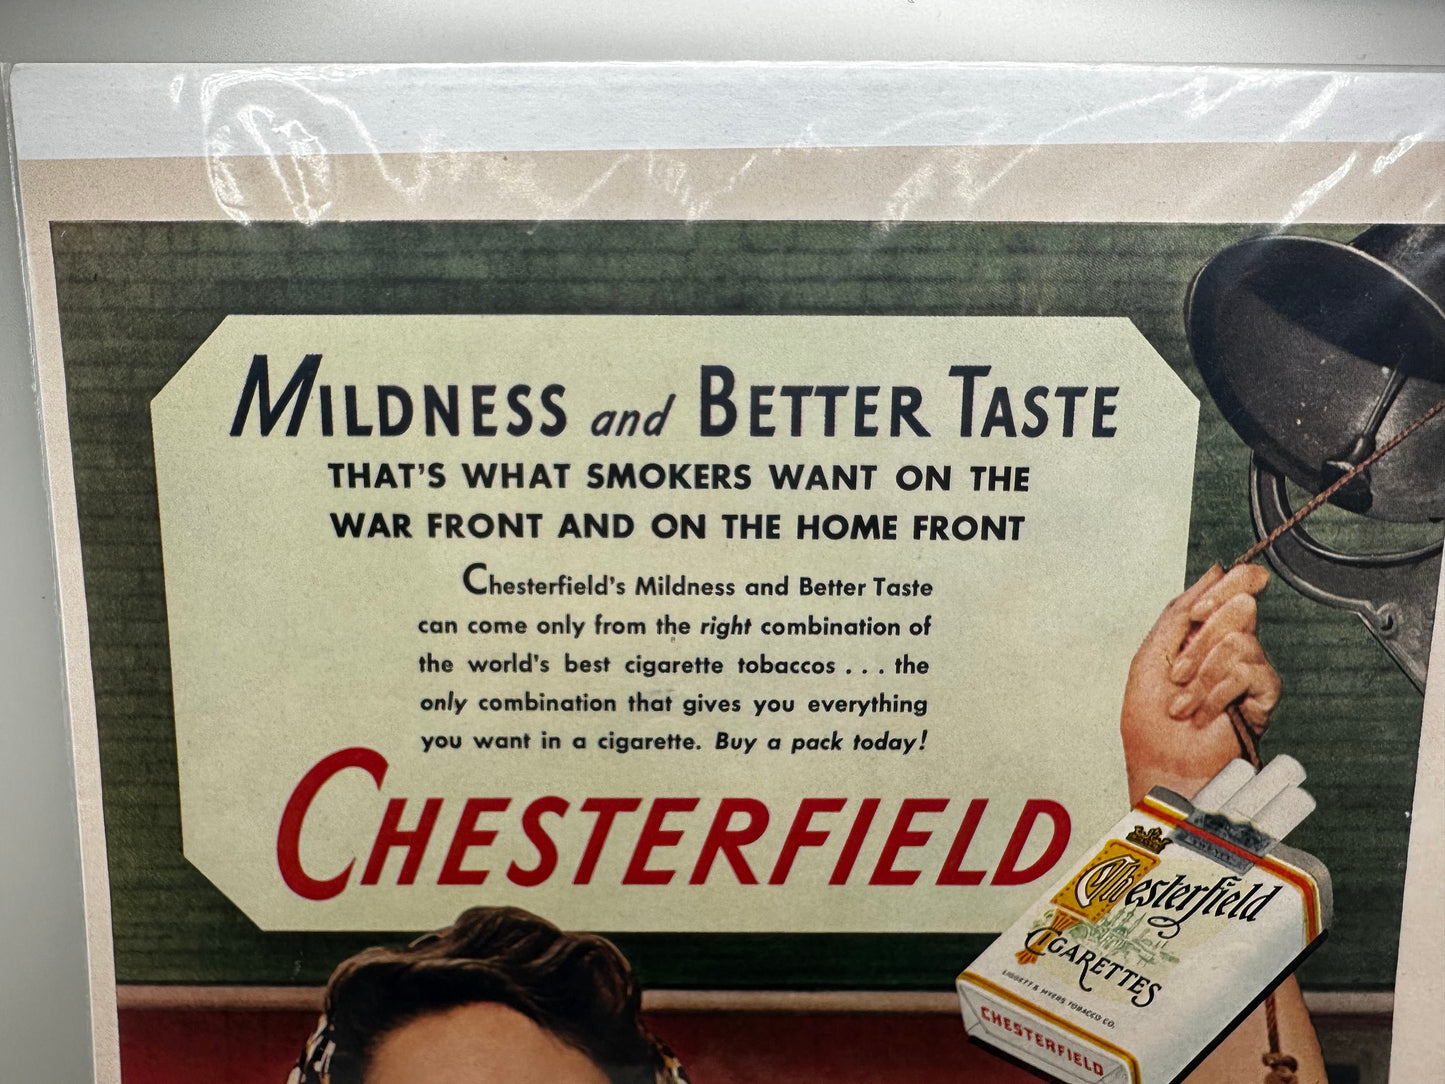 MILDNESS and BETTER TASTE
THAT'S WHAT SMOKERS WANT ON THE
WAR FRONT AND ON THE HOME FRONT
Chesterfield's Mildness and Better Taste
can come only from the right combination of
the world's best cigarette tobaccos . . . the
only combination that gives you everything
you want in a cigarette. Buy a pack today!
CHESTERFIELD
Chesterfield
CIGARETTES
LIGGETT & MYERS TOBACCO CO.
CHESTERFIELD